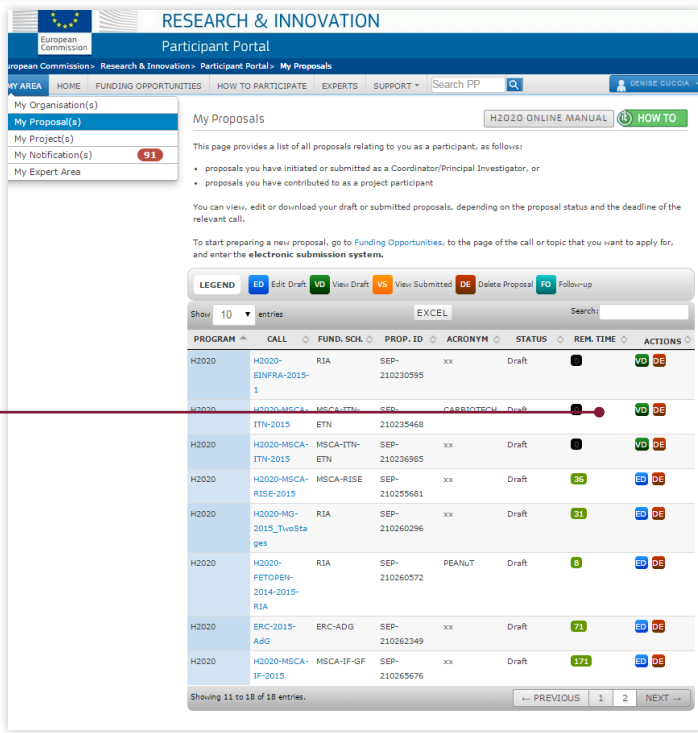 European
Commission
RESEARCH & INNOVATION
Participant Portal
uropean Commission > Research & Innovation > Participant Portal > My Proposals
MY AREA HOME FUNDING OPPORTUNITIES HOW TO PARTICIPATE EXPERTS SUPPORT Search PP DENISE CUCCIA
My Organisation(s)
My Proposal(s)
My Project(s)
My Notification(s) 91
My Expert Area
My Proposals H2020 ONLINE MANUAL HOW TO
This page provides a list of all proposals relating to you as a participant, as follows:
• proposals you have initiated or submitted as a Coordinator/Principal Investigator, or
• proposals you have contributed to as a project participant
You can view, edit or download your draft or submitted proposals, depending on the proposal status and the deadline of the
relevant call.
To start preparing a new proposal, go to Funding Opportunities, to the page of the call or topic that you want to apply for,
and enter the electronic submission system.
LEGEND ED Edit Draft VD View Draft VS View Submitted DE Delete Proposal FO Follow-up
Show 10 entries EXCEL Search:
PROGRAM CALL FUND. SCH. PROP. ID ACRONYM STATUS REM. TIME ACTIONS
H2020 H2020- RIA SEP- xx Draft 0 VD DE
EINFRA-2015- 210230595
1
H2020 H2020-MSCA- MSCA-ITN- SEP- CARBIOTECH Draft 0 VD DE
ITN-2015 ETN 210235468
H2020 H2020-MSCA- MSCA-ITN- SEP- xx Draft 0 VD DE
ITN-2015 ETN 210236985
H2020 H2020-MSCA- MSCA-RISE SEP- xx Draft 36 ED DE
RISE-2015 210255681
H2020 H2020-MG- RIA SEP- xx Draft 31 ED DE
2015_TwoSta 210260296
ges
H2020 H2020- RIA SEP- PEANuT Draft 8 ED DE
FETOPEN- 210260572
2014-2015-
RIA
H2020 ERC-2015- ERC-ADG SEP- xx Draft 71 ED DE
AdG 210262349
H2020 H2020-MSCA- MSCA-IF-GF SEP- xx Draft 171 ED DE
IF-2015 210265676
Showing 11 to 18 of 18 entries. ← PREVIOUS 1 2 NEXT →